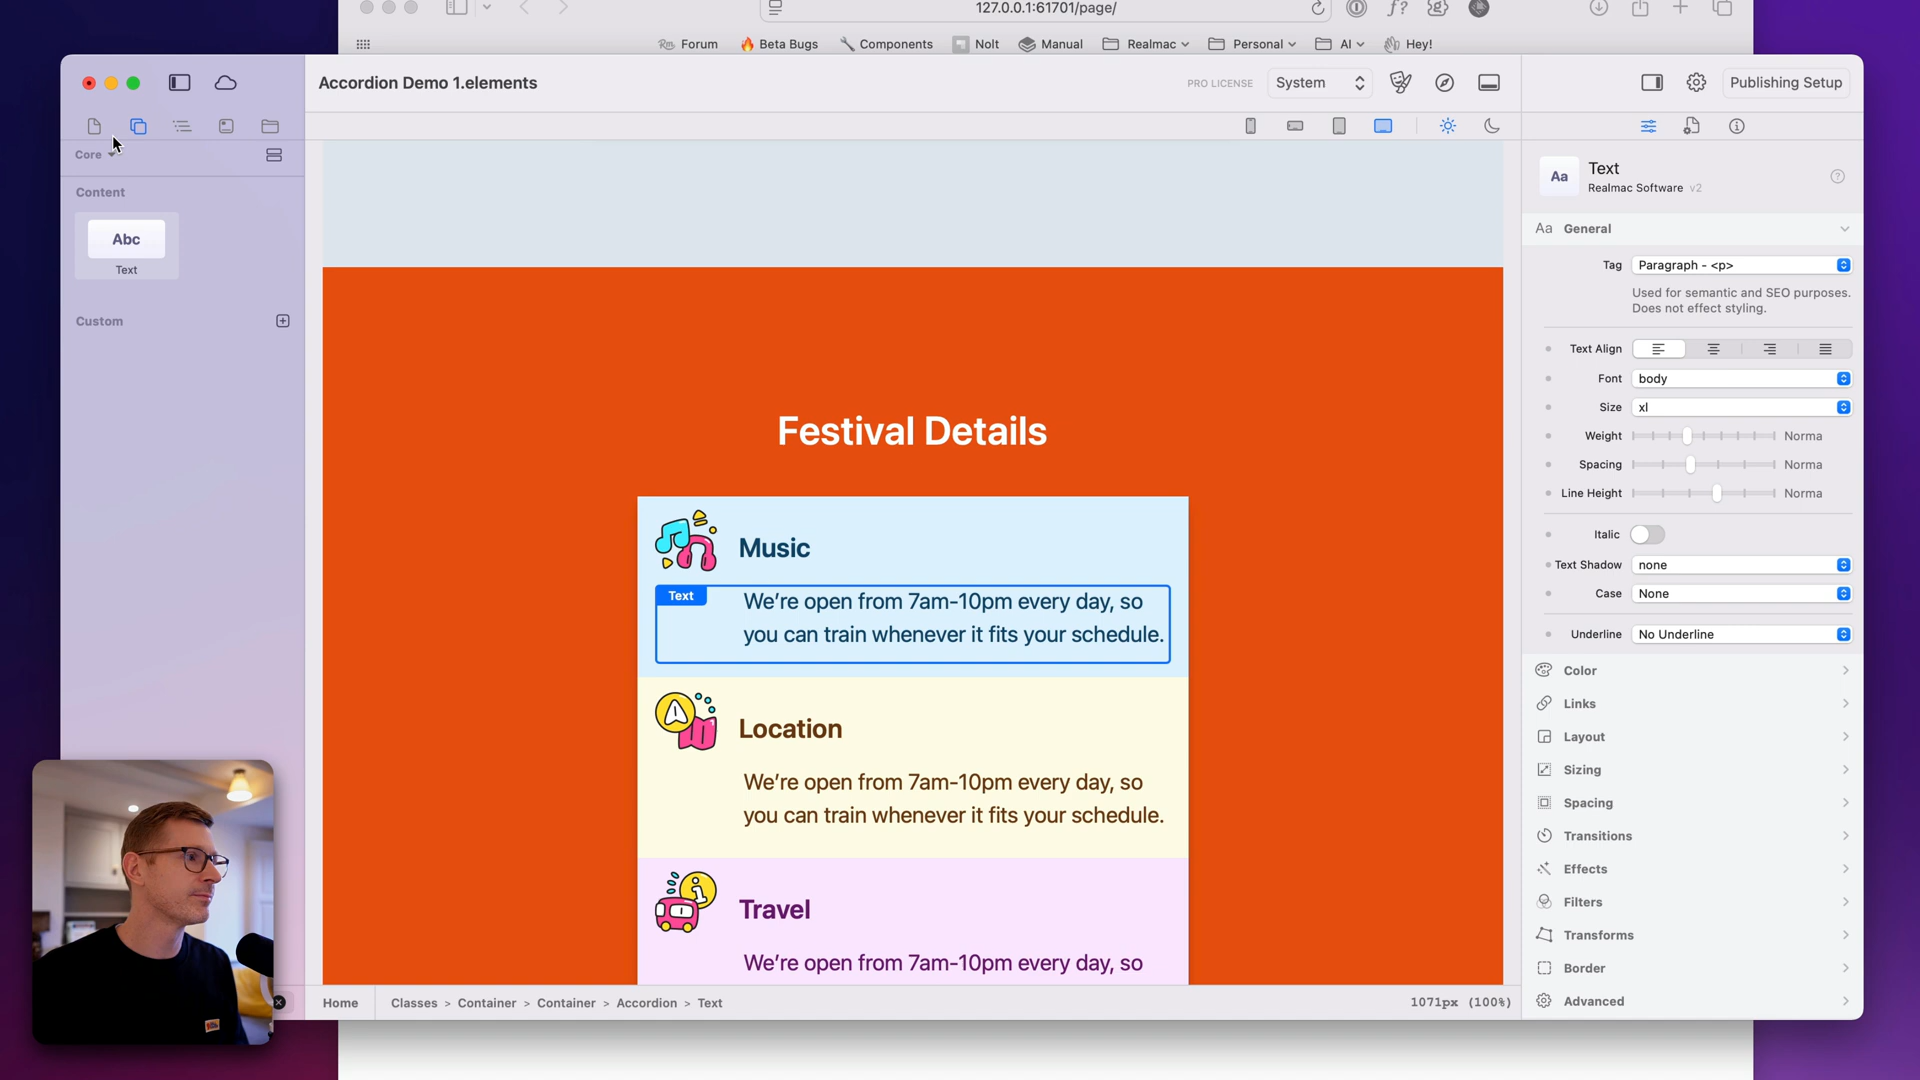 127.0.0.1:61701/page/
Forum
Beta Bugs
Components
Nolt
Manual
Realmac
Personal
AI
Hey!
Accordion Demo 1.elements
PRO LICENSE
System
Publishing Setup
Core
Content
Abc
Text
Custom
Festival Details
Music
Text
We're open from 7am-10pm every day, so
you can train whenever it fits your schedule.
Location
We're open from 7am-10pm every day, so
you can train whenever it fits your schedule.
Travel
We're open from 7am-10pm every day, so
Home
Classes > Container > Container > Accordion > Text
1071px (100%)
Aa
Text
Realmac Software v2
Aa General
Tag Paragraph - <p>
Used for semantic and SEO purposes.
Does not effect styling.
Text Align
Font body
Size xl
Weight Norma
Spacing Norma
Line Height Norma
Italic
Text Shadow none
Case None
Underline No Underline
Color
Links
Layout
Sizing
Spacing
Transitions
Effects
Filters
Transforms
Border
Advanced